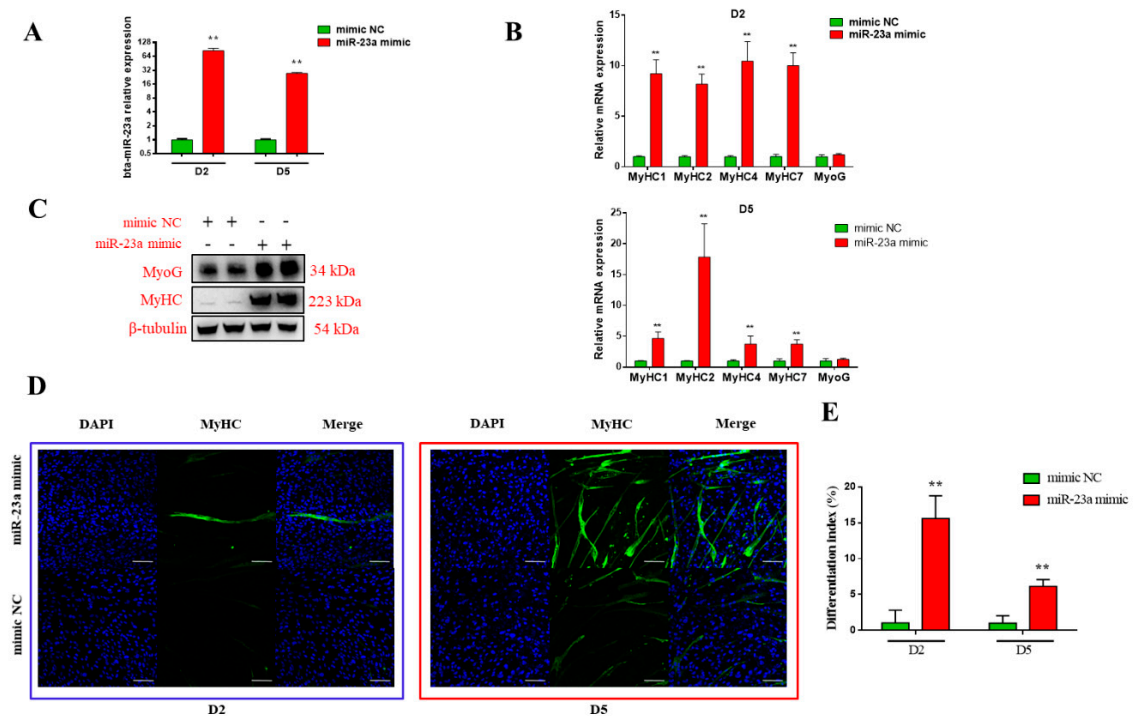 A
mimic NC
miR-23a mimic
bta-miR-23a relative expression
128
64
32
16
8
4
2
1
0.5
**
**
D2
D5
B
D2
mimic NC
miR-23a mimic
Relative mRNA expression
20
15
10
5
0
**
**
**
**
MyHC1 MyHC2 MyHC4 MyHC7 MyoG
D5
mimic NC
miR-23a mimic
Relative mRNA expression
25
20
15
10
5
0
**
**
**
**
MyHC1 MyHC2 MyHC4 MyHC7 MyoG
C
mimic NC + + - -
miR-23a mimic - - + +
MyoG 34 kDa
MyHC 223 kDa
β-tubulin 54 kDa
D
DAPI MyHC Merge
DAPI MyHC Merge
miR-23a mimic
mimic NC
D2
D5
E
mimic NC
miR-23a mimic
Differentiation index (%)
20
15
10
5
0
**
**
D2
D5